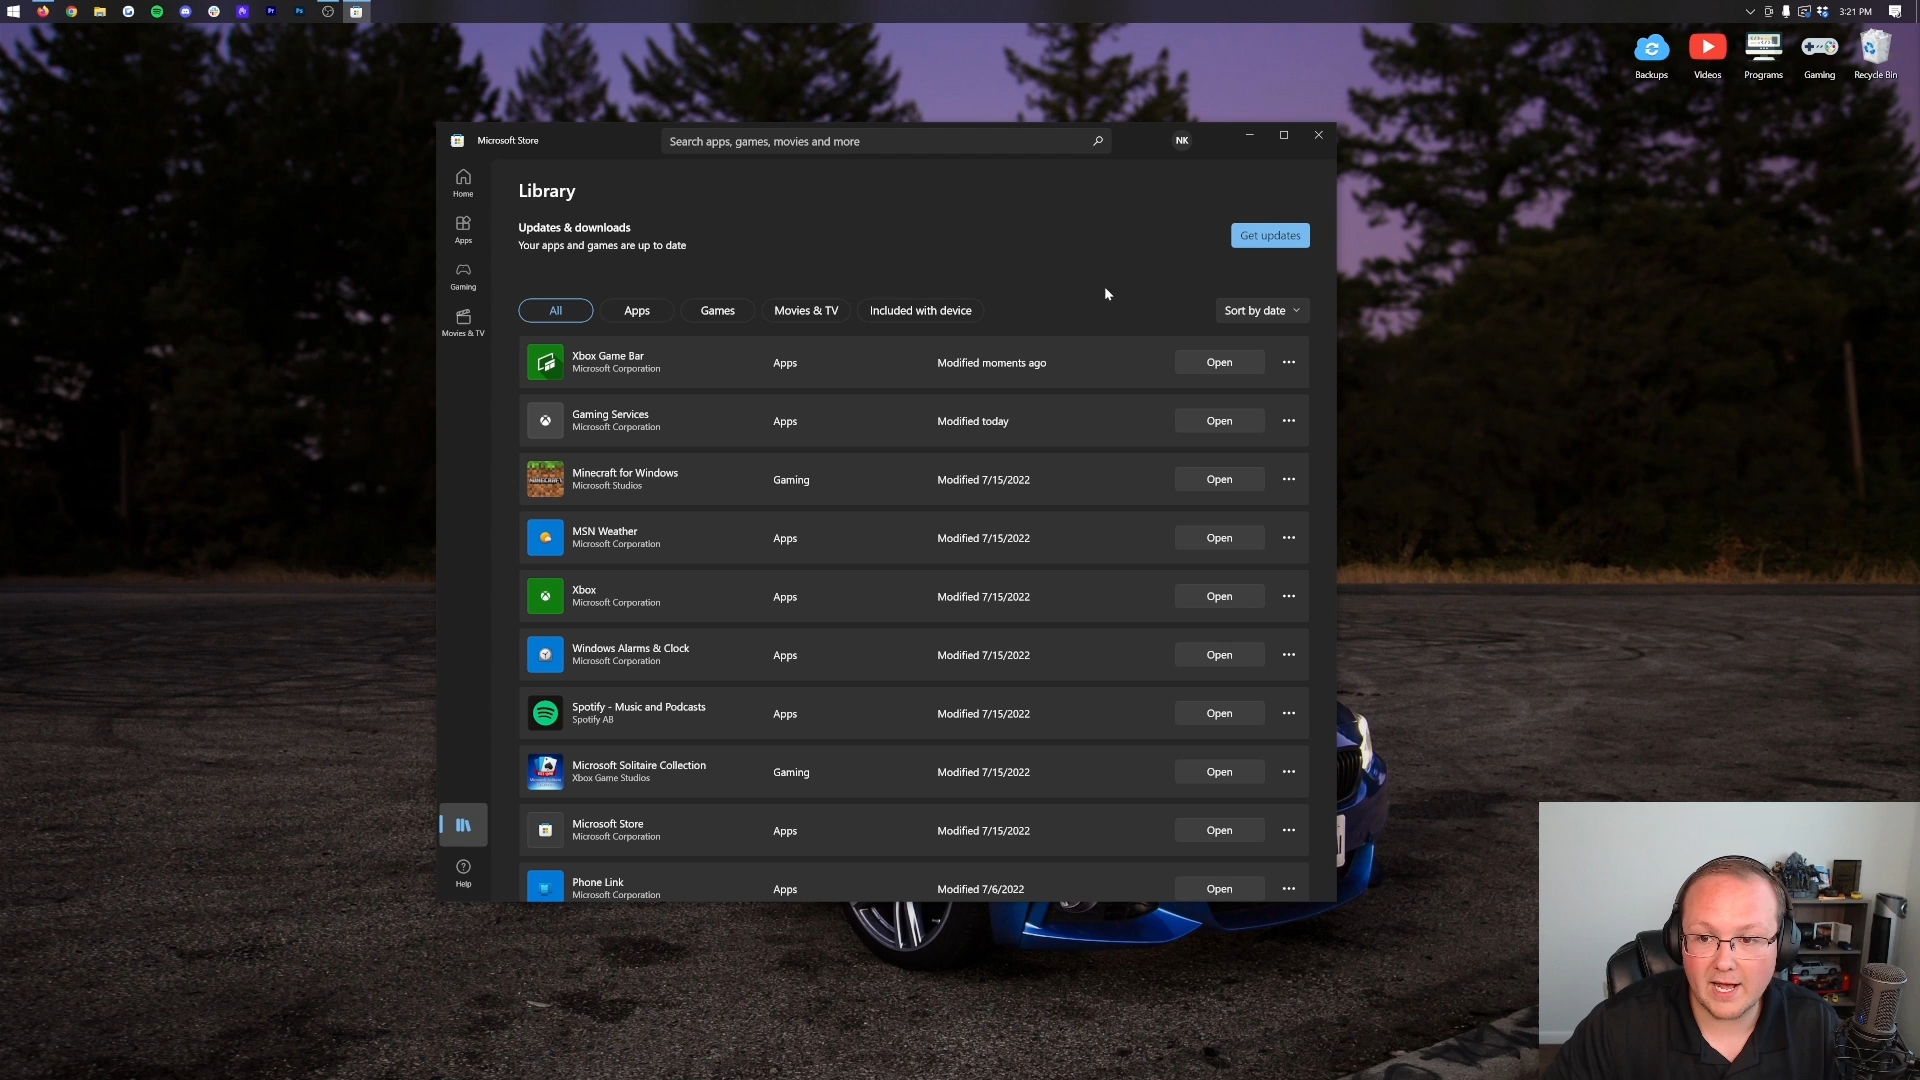 3:21 PM
Backups
Videos
Programs
Gaming
Recycle Bin
Microsoft Store
Search apps, games, movies and more
NK
Home
Apps
Gaming
Movies & TV
Help
Library
Updates & downloads
Your apps and games are up to date
Get updates
All
Apps
Games
Movies & TV
Included with device
Sort by date
Xbox Game Bar
Microsoft Corporation
Apps
Modified moments ago
Open
Gaming Services
Microsoft Corporation
Apps
Modified today
Open
Minecraft for Windows
Microsoft Studios
Gaming
Modified 7/15/2022
Open
MSN Weather
Microsoft Corporation
Apps
Modified 7/15/2022
Open
Xbox
Microsoft Corporation
Apps
Modified 7/15/2022
Open
Windows Alarms & Clock
Microsoft Corporation
Apps
Modified 7/15/2022
Open
Spotify - Music and Podcasts
Spotify AB
Apps
Modified 7/15/2022
Open
Microsoft Solitaire Collection
Xbox Game Studios
Gaming
Modified 7/15/2022
Open
Microsoft Store
Microsoft Corporation
Apps
Modified 7/15/2022
Open
Phone Link
Microsoft Corporation
Apps
Modified 7/6/2022
Open